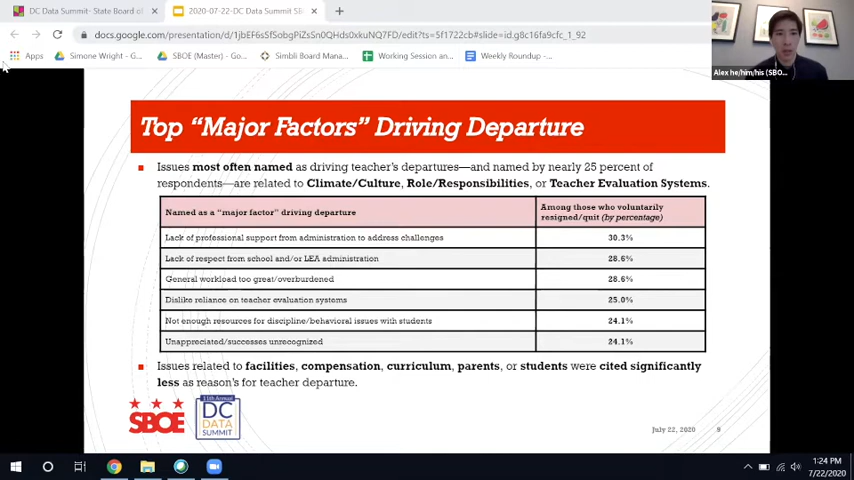 DC Data Summit- State Board of
2020-07-22-DC Data Summit SBO
docs.google.com/presentation/d/1jbEF6sSfSobgPiZsSn0QHds0xkuNQ7FD/edit?ts=5f1722cb#slide=id.g8c16fa9cfc_1_92
Apps
Simone Wright - G...
SBOE (Master) - Go...
Simbli Board Mana...
Working Session an...
Weekly Roundup -...
Alex he/him/his (SBO...
Top “Major Factors” Driving Departure
Issues most often named as driving teacher’s departures—and named by nearly 25 percent of
respondents—are related to Climate/Culture, Role/Responsibilities, or Teacher Evaluation Systems.
Named as a “major factor” driving departure
Among those who voluntarily
resigned/quit (by percentage)
Lack of professional support from administration to address challenges 30.3%
Lack of respect from school and/or LEA administration 28.6%
General workload too great/overburdened 28.6%
Dislike reliance on teacher evaluation systems 25.0%
Not enough resources for discipline/behavioral issues with students 24.1%
Unappreciated/successes unrecognized 24.1%
Issues related to facilities, compensation, curriculum, parents, or students were cited significantly
less as reason’s for teacher departure.
SBOE
11th Annual
DC
DATA
SUMMIT
July 22, 2020 9
1:24 PM
7/22/2020